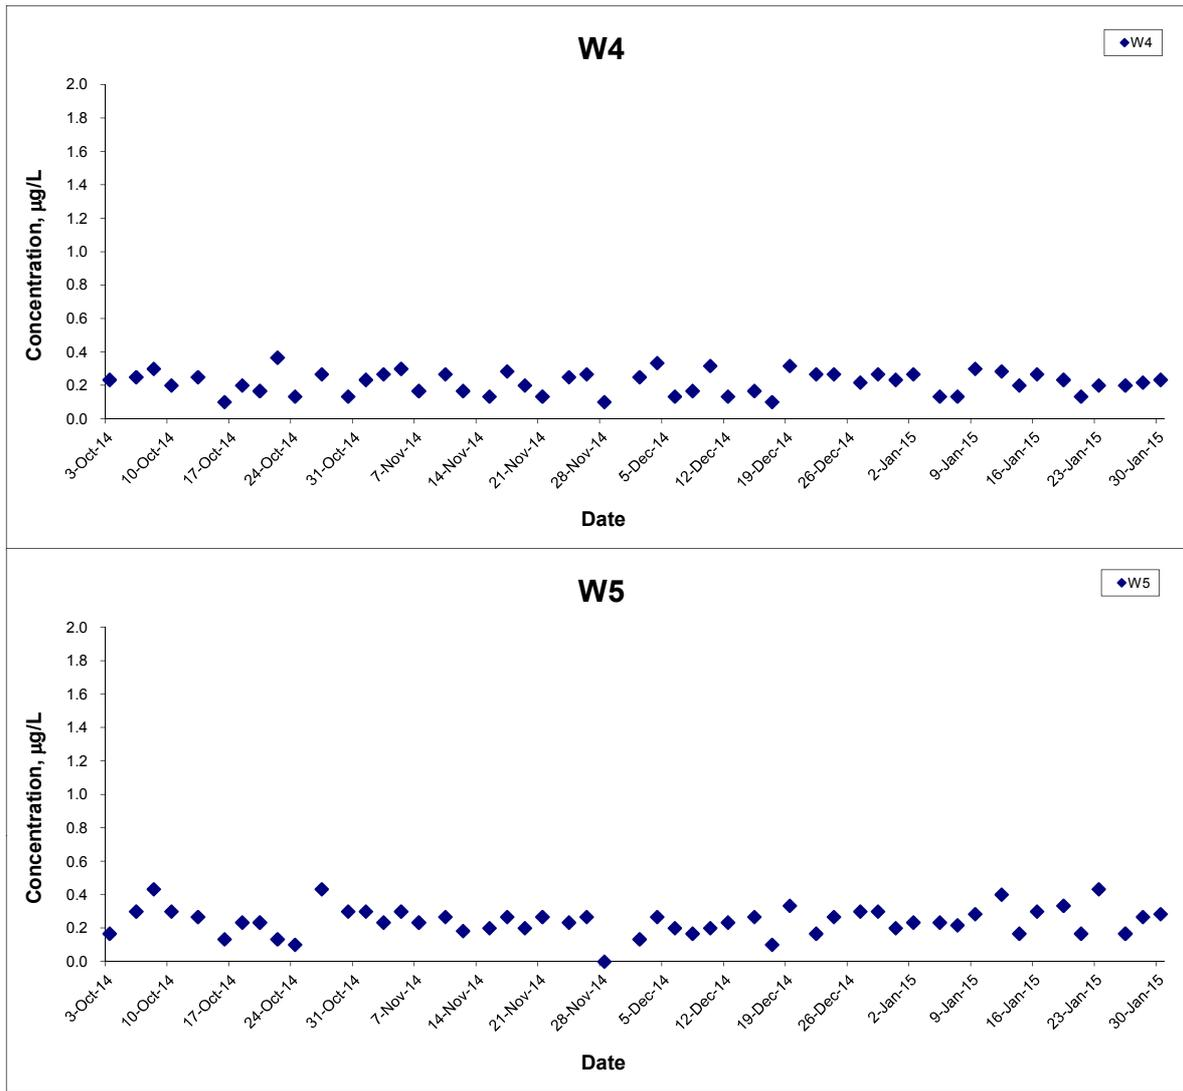 W4
W4
2.0
1.8
1.6
1.4
1.2
1.0
0.8
0.6
0.4
0.2
0.0
Concentration, µg/L
3-Oct-14
10-Oct-14
17-Oct-14
24-Oct-14
31-Oct-14
7-Nov-14
14-Nov-14
21-Nov-14
28-Nov-14
5-Dec-14
12-Dec-14
19-Dec-14
26-Dec-14
2-Jan-15
9-Jan-15
16-Jan-15
23-Jan-15
30-Jan-15
Date
W5
W5
2.0
1.8
1.6
1.4
1.2
1.0
0.8
0.6
0.4
0.2
0.0
Concentration, µg/L
3-Oct-14
10-Oct-14
17-Oct-14
24-Oct-14
31-Oct-14
7-Nov-14
14-Nov-14
21-Nov-14
28-Nov-14
5-Dec-14
12-Dec-14
19-Dec-14
26-Dec-14
2-Jan-15
9-Jan-15
16-Jan-15
23-Jan-15
30-Jan-15
Date